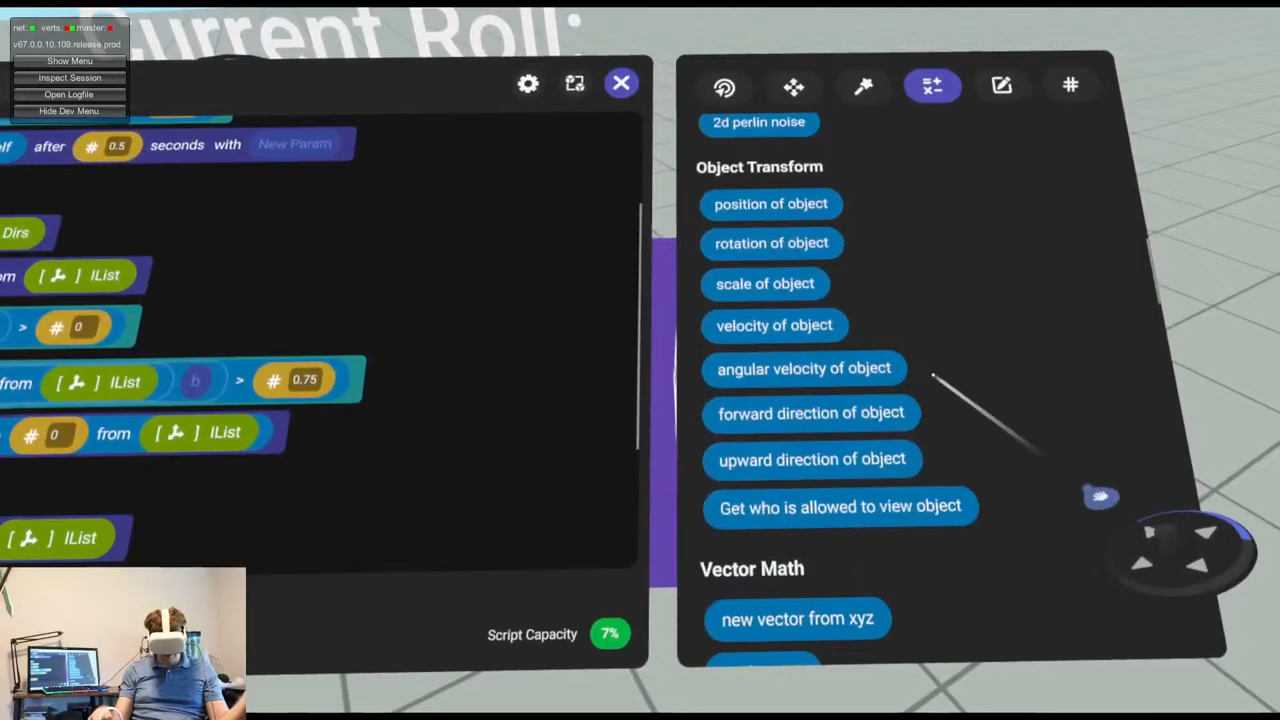 Current Roll:
net: verts: master:
v67.0.0.10.109.release.prod
Show Menu
Inspect Session
Open Logfile
Hide Dev Menu
after # 0.5 seconds with New Param
Dirs
from [ ] IList
> # 0
from [ ] IList b > # 0.75
# 0 from [ ] IList
[ ] IList
Script Capacity 7%
2d perlin noise
Object Transform
position of object
rotation of object
scale of object
velocity of object
angular velocity of object
forward direction of object
upward direction of object
Get who is allowed to view object
Vector Math
new vector from xyz